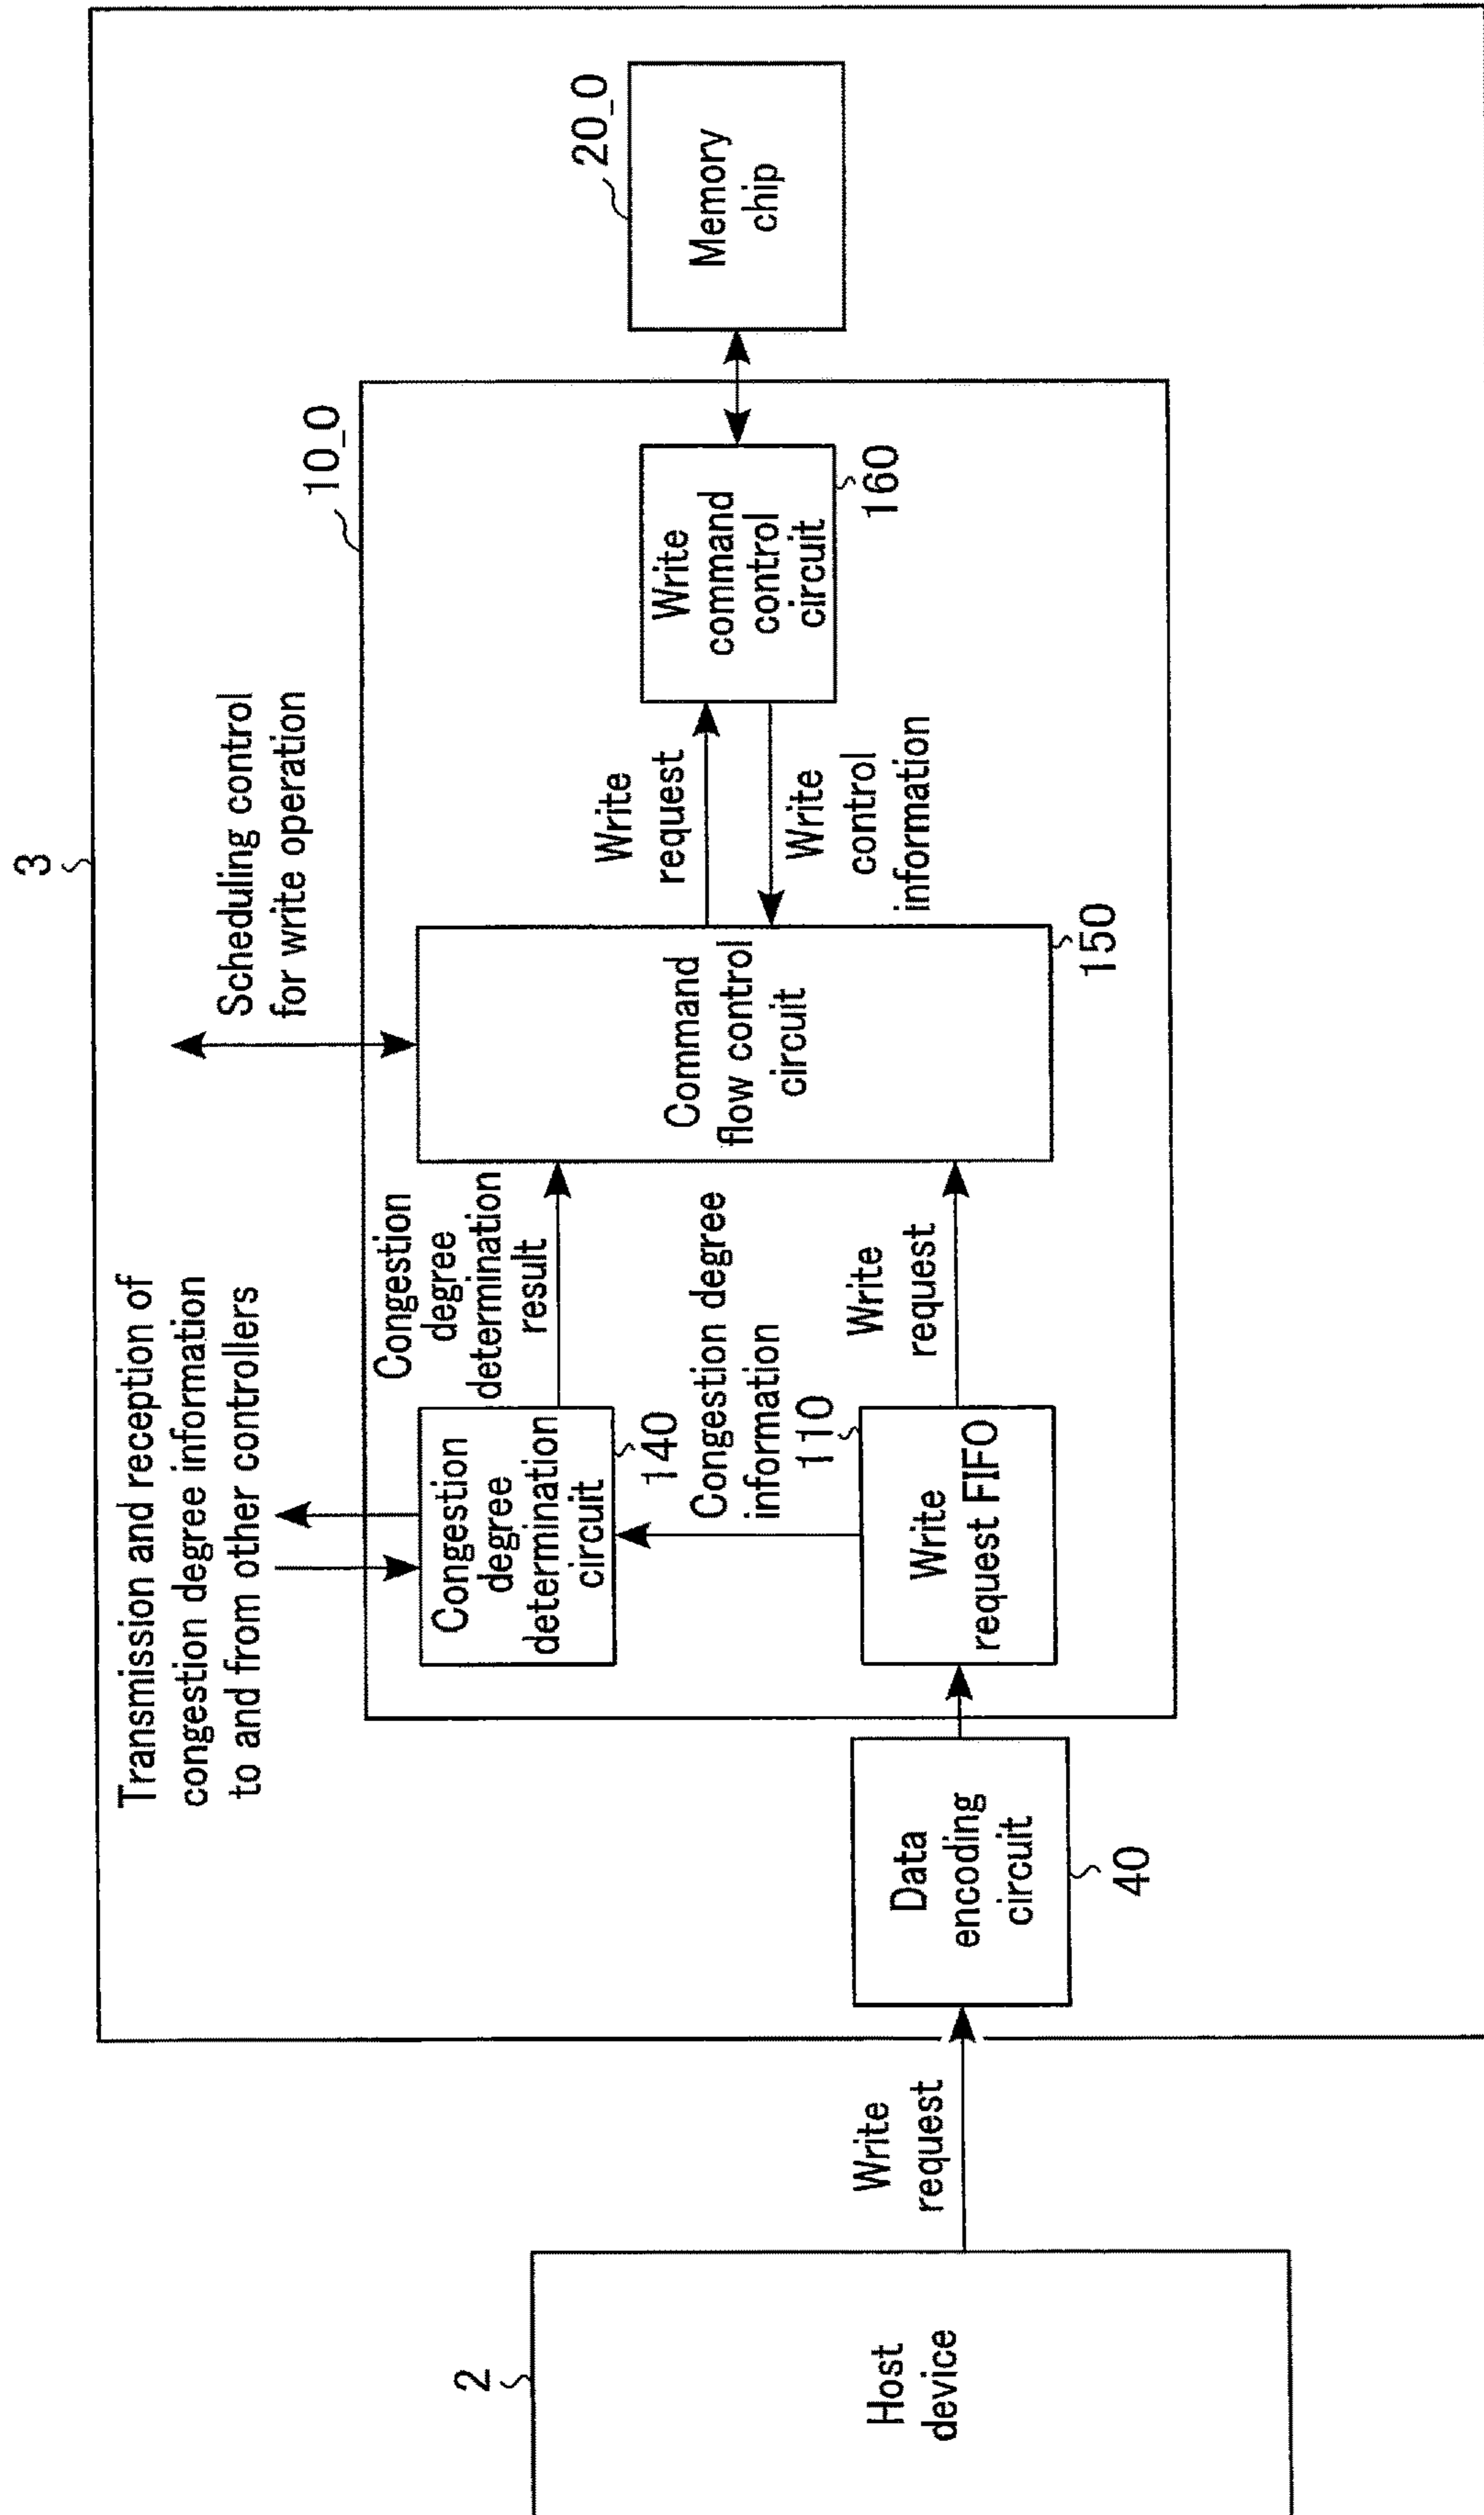 3
Transmission and reception of
congestion degree information
to and from other controllers
Scheduling control
for write operation
10_0
20_0
Congestion
degree
determination
result
Congestion
degree
determination
circuit
140
Congestion degree
information
110
Write
request FIFO
Write
request
Command
flow control
circuit
150
Write
request
Write
control
information
Write
command
control
circuit
160
Memory
chip
2
Host
device
Write
request
Data
encoding
circuit
40